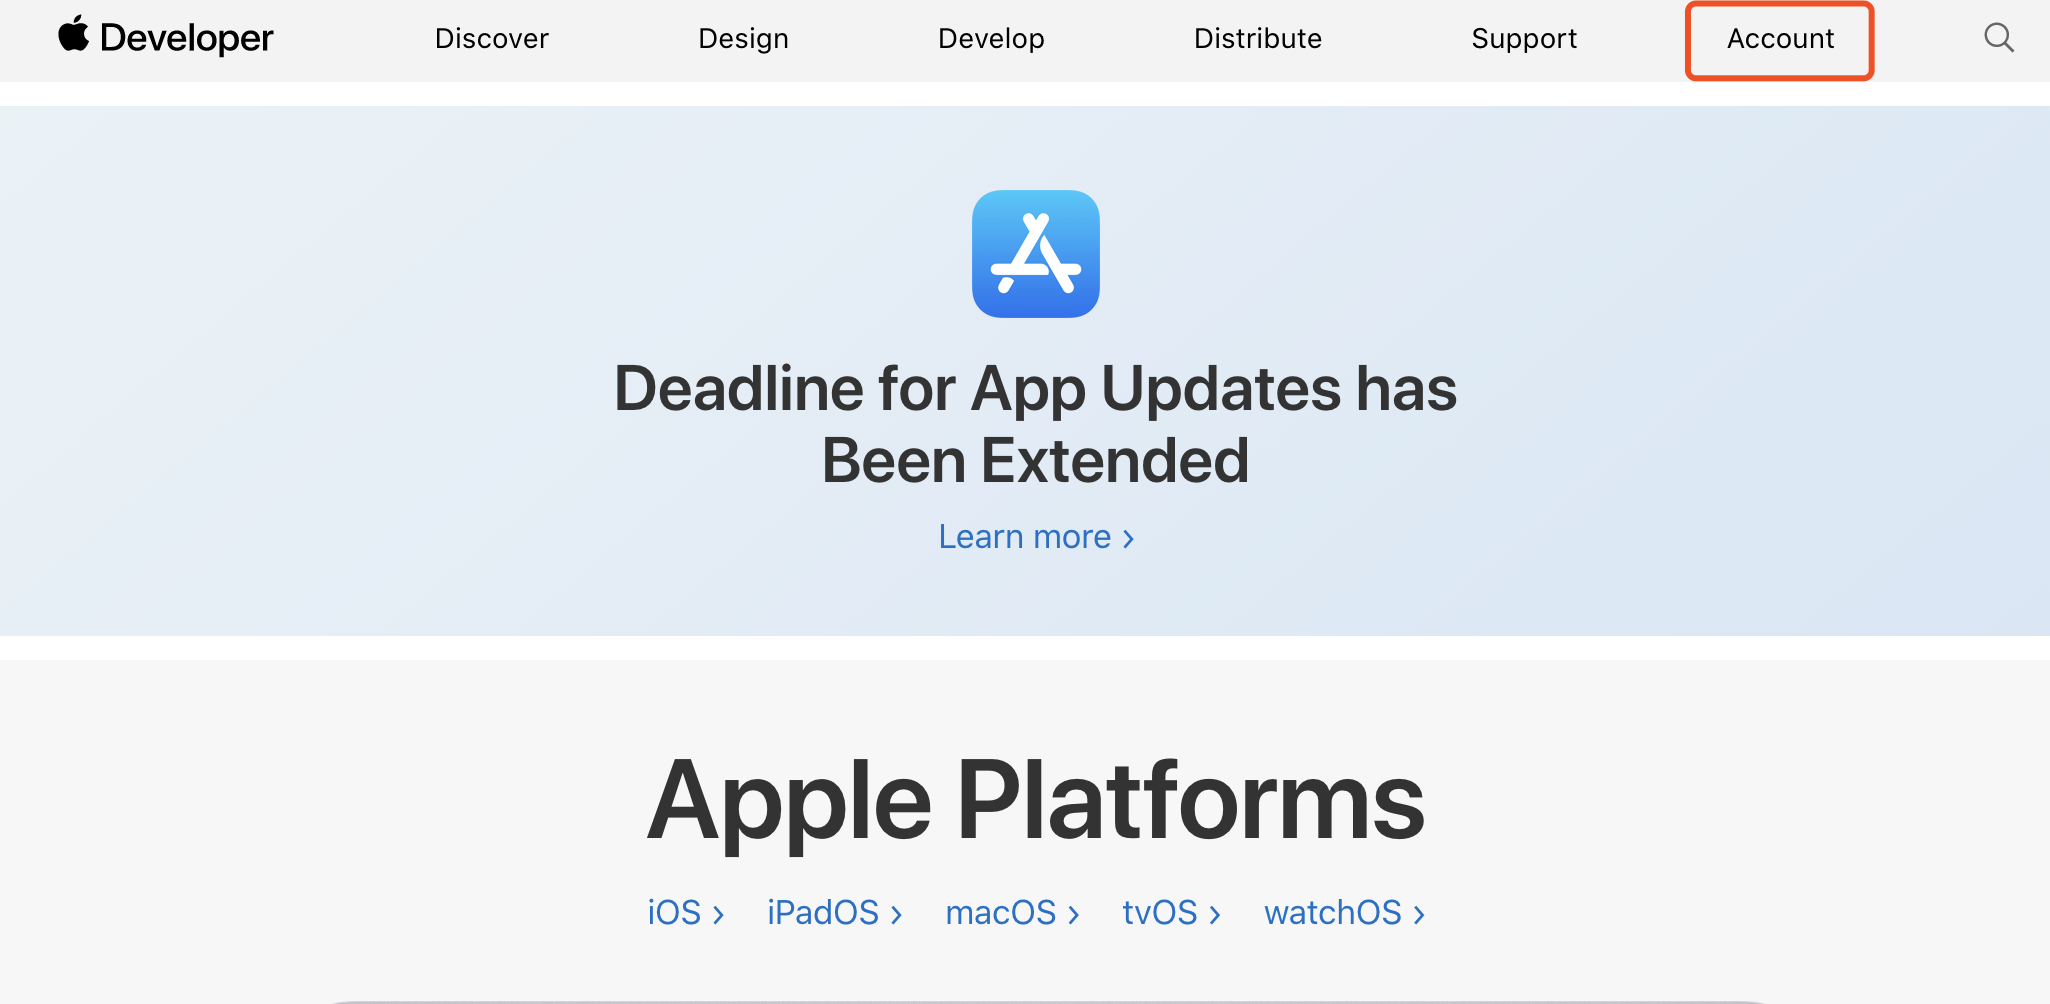 Developer Discover Design Develop Distribute Support Account
Deadline for App Updates has
Been Extended
Learn more ›
Apple Platforms
iOS › iPadOS › macOS › tvOS › watchOS ›